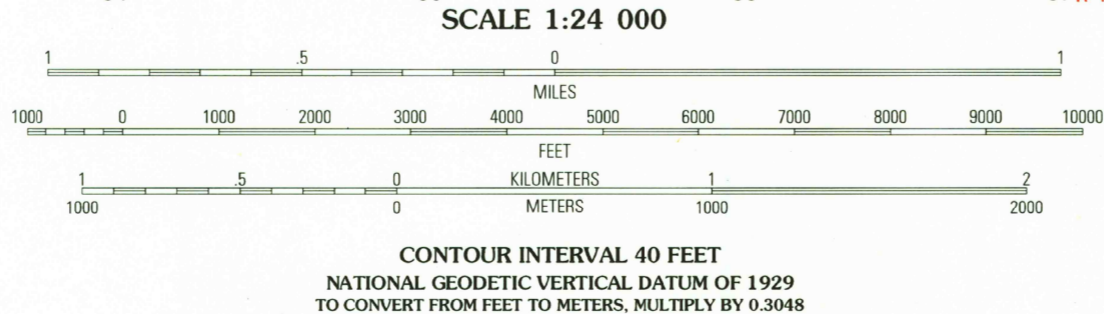 SCALE 1:24 000
1 .5 0 1
MILES
1000 0 1000 2000 3000 4000 5000 6000 7000 8000 9000 10000
FEET
1 .5 0 KILOMETERS 1 2
1000 0 METERS 1000 2000
CONTOUR INTERVAL 40 FEET
NATIONAL GEODETIC VERTICAL DATUM OF 1929
TO CONVERT FROM FEET TO METERS, MULTIPLY BY 0.3048